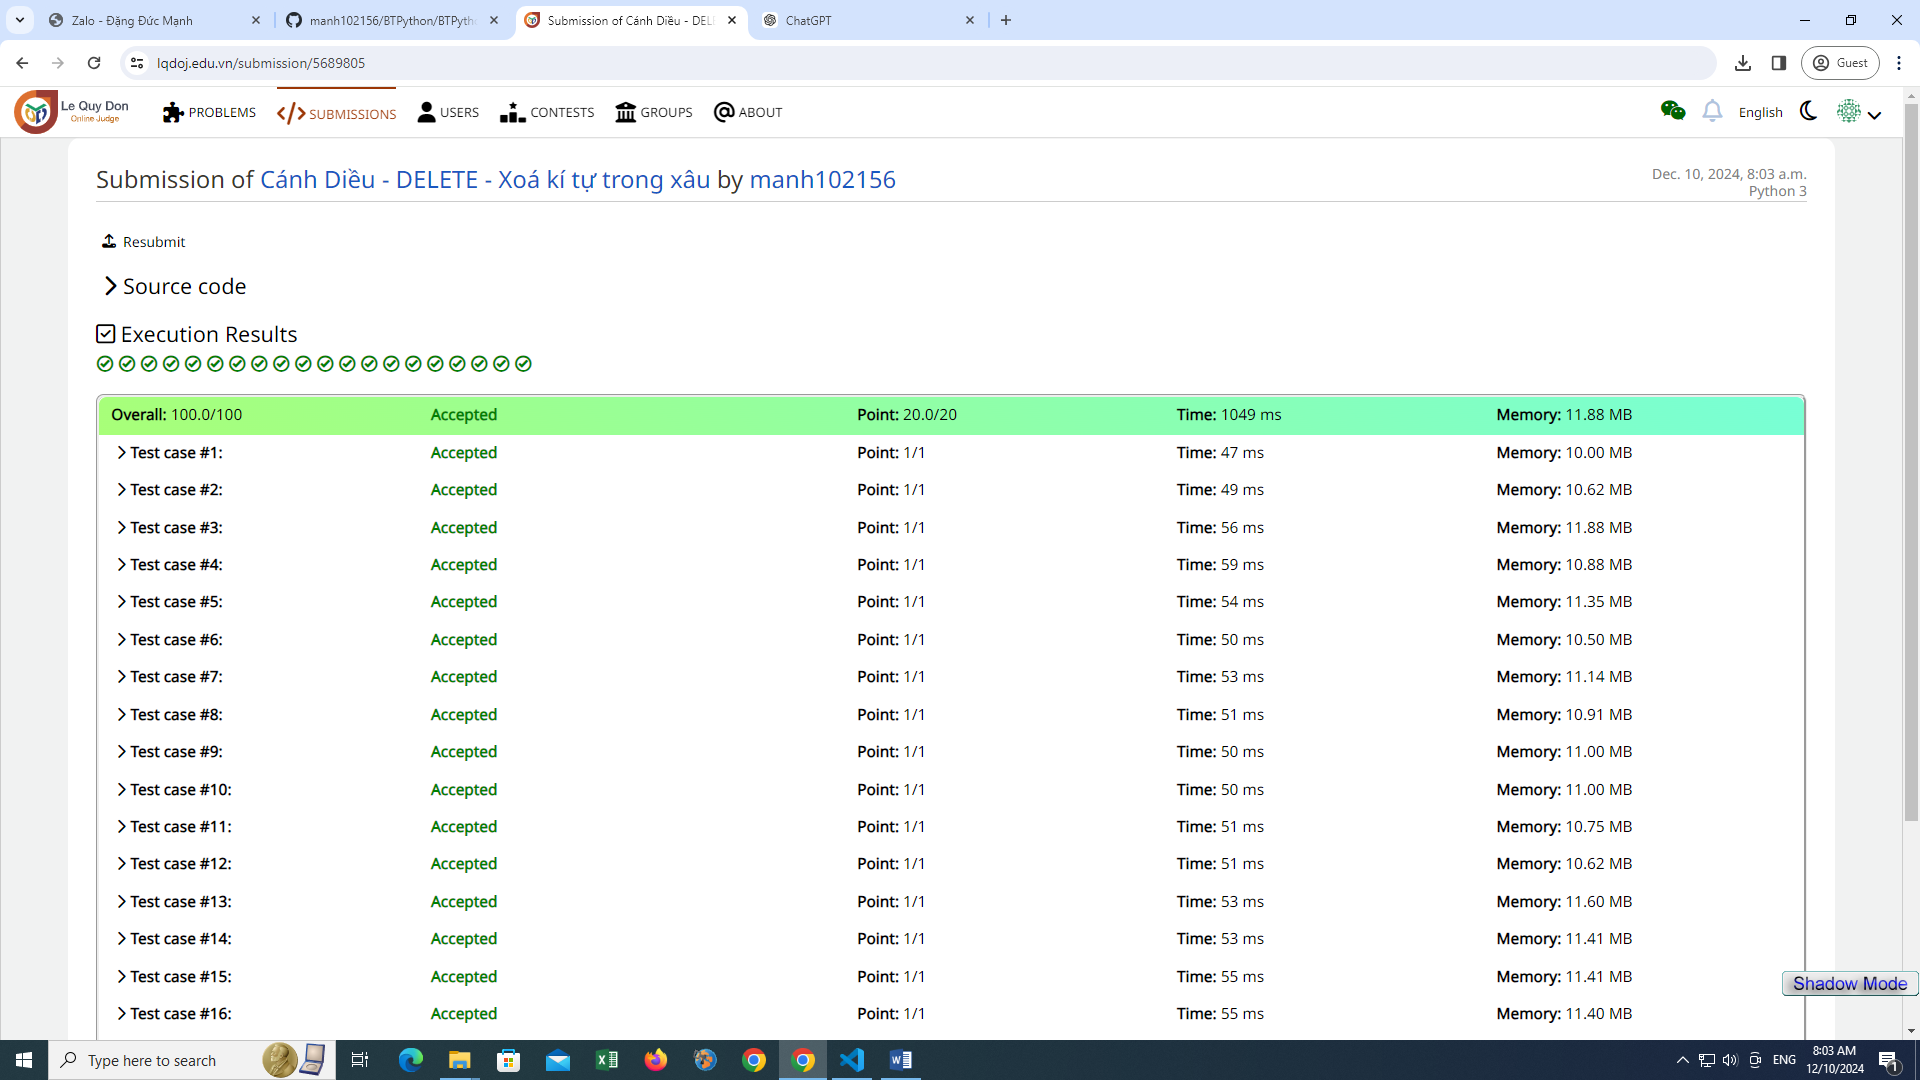 Zalo - Đặng Đức Mạnh
manh102156/BTPython/BTPytho
Submission of Cánh Diều - DEL
ChatGPT
lqdoj.edu.vn/submission/5689805
Guest
Le Quy Don
Online Judge
PROBLEMS
SUBMISSIONS
USERS
CONTESTS
GROUPS
ABOUT
English
Submission of Cánh Diều - DELETE - Xoá kí tự trong xâu by manh102156
Dec. 10, 2024, 8:03 a.m.
Python 3
Resubmit
Source code
Execution Results
Overall: 100.0/100 Accepted Point: 20.0/20 Time: 1049 ms Memory: 11.88 MB
Test case #1: Accepted Point: 1/1 Time: 47 ms Memory: 10.00 MB
Test case #2: Accepted Point: 1/1 Time: 49 ms Memory: 10.62 MB
Test case #3: Accepted Point: 1/1 Time: 56 ms Memory: 11.88 MB
Test case #4: Accepted Point: 1/1 Time: 59 ms Memory: 10.88 MB
Test case #5: Accepted Point: 1/1 Time: 54 ms Memory: 11.35 MB
Test case #6: Accepted Point: 1/1 Time: 50 ms Memory: 10.50 MB
Test case #7: Accepted Point: 1/1 Time: 53 ms Memory: 11.14 MB
Test case #8: Accepted Point: 1/1 Time: 51 ms Memory: 10.91 MB
Test case #9: Accepted Point: 1/1 Time: 50 ms Memory: 11.00 MB
Test case #10: Accepted Point: 1/1 Time: 50 ms Memory: 11.00 MB
Test case #11: Accepted Point: 1/1 Time: 51 ms Memory: 10.75 MB
Test case #12: Accepted Point: 1/1 Time: 51 ms Memory: 10.62 MB
Test case #13: Accepted Point: 1/1 Time: 53 ms Memory: 11.60 MB
Test case #14: Accepted Point: 1/1 Time: 53 ms Memory: 11.41 MB
Test case #15: Accepted Point: 1/1 Time: 55 ms Memory: 11.41 MB
Test case #16: Accepted Point: 1/1 Time: 55 ms Memory: 11.40 MB
Shadow Mode
Type here to search
ENG
8:03 AM
12/10/2024
1